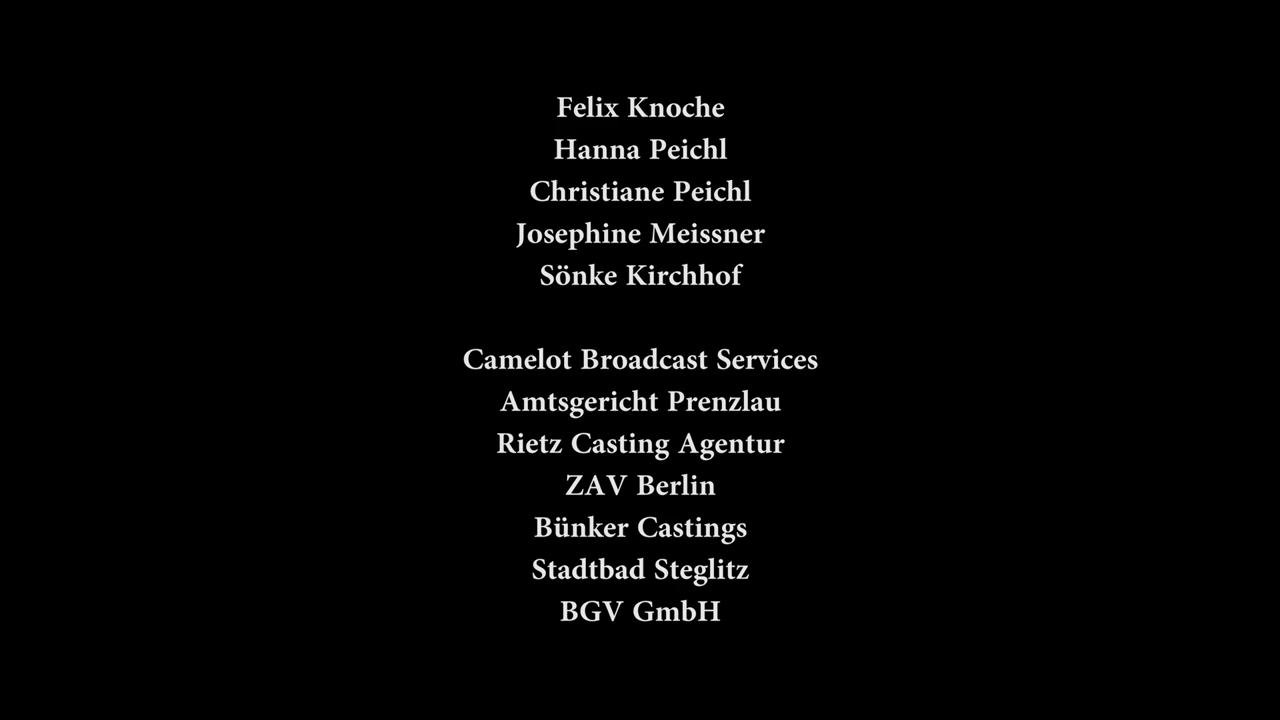 Felix Knoche
Hanna Peichl
Christiane Peichl
Josephine Meissner
Sönke Kirchhof
Camelot Broadcast Services
Amtsgericht Prenzlau
Rietz Casting Agentur
ZAV Berlin
Bünker Castings
Stadtbad Steglitz
BGV GmbH